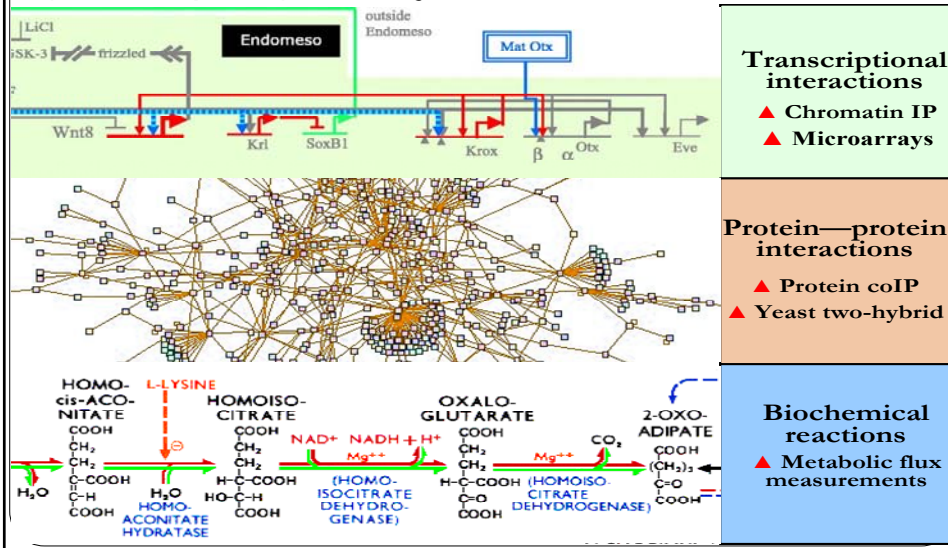 outside
Endomeso
LiCl
GSK-3
frizzled
Endomeso
Mat Otx
Wnt8
Krl
SoxB1
Krox
β
α
Otx
Eve
Transcriptional
interactions
▲ Chromatin IP
▲ Microarrays
Protein—protein
interactions
▲ Protein coIP
▲ Yeast two-hybrid
HOMO-
cis-ACO-
NITATE
COOH
CH₂
CH₂
C-COOH
C-H
COOH
H₂O
L-LYSINE
⊖
H₂O
HOMO-
ACONITATE
HYDRATASE
HOMOISO-
CITRATE
COOH
CH₂
CH₂
H-C-COOH
HO-C-H
COOH
NAD+ NADH + H+
Mg++
(HOMO-
ISOCITRATE
DEHYDRO-
GENASE)
OXALO-
GLUTARATE
COOH
CH₂
CH₂
H-C-COOH
C=O
COOH
CO₂
Mg++
(HOMOISO-
CITRATE
DEHYDROGENASE)
2-OXO-
ADIPATE
COOH
(CH₂)₃
C=O
COOH
Biochemical
reactions
▲ Metabolic flux
measurements